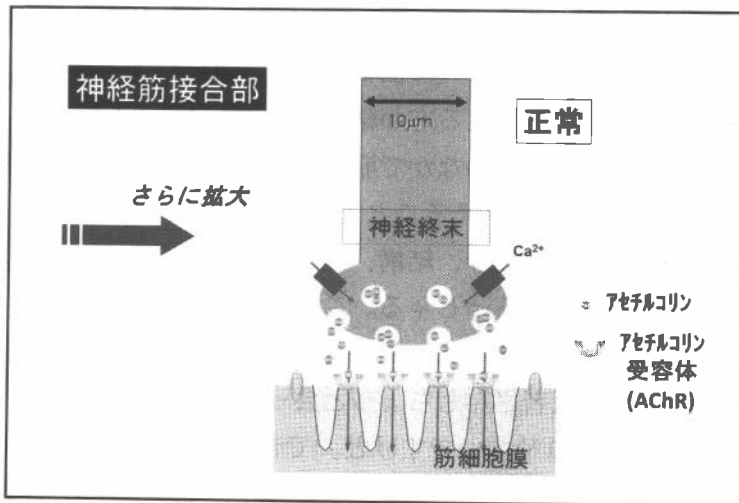 神経筋接合部
正常
10μm
さらに拡大
神経終末
Ca²⁺
アセチルコリン
アセチルコリン
受容体
(AChR)
筋細胞膜